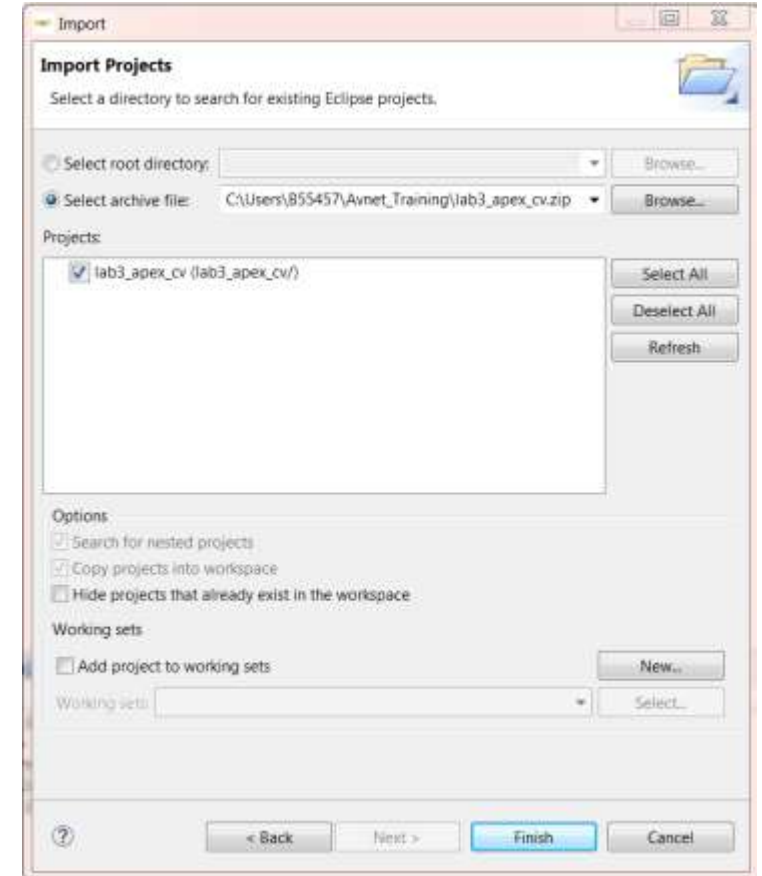 Import
Import Projects
Select a directory to search for existing Eclipse projects.
Select root directory: Browse...
Select archive file: C:\Users\B55457\Avnet_Training\lab3_apex_cv.zip Browse...
Projects:
lab3_apex_cv (lab3_apex_cv/) Select All
Deselect All
Refresh
Options
Search for nested projects
Copy projects into workspace
Hide projects that already exist in the workspace
Working sets
Add project to working sets New...
Working sets: Select...
? < Back Next > Finish Cancel